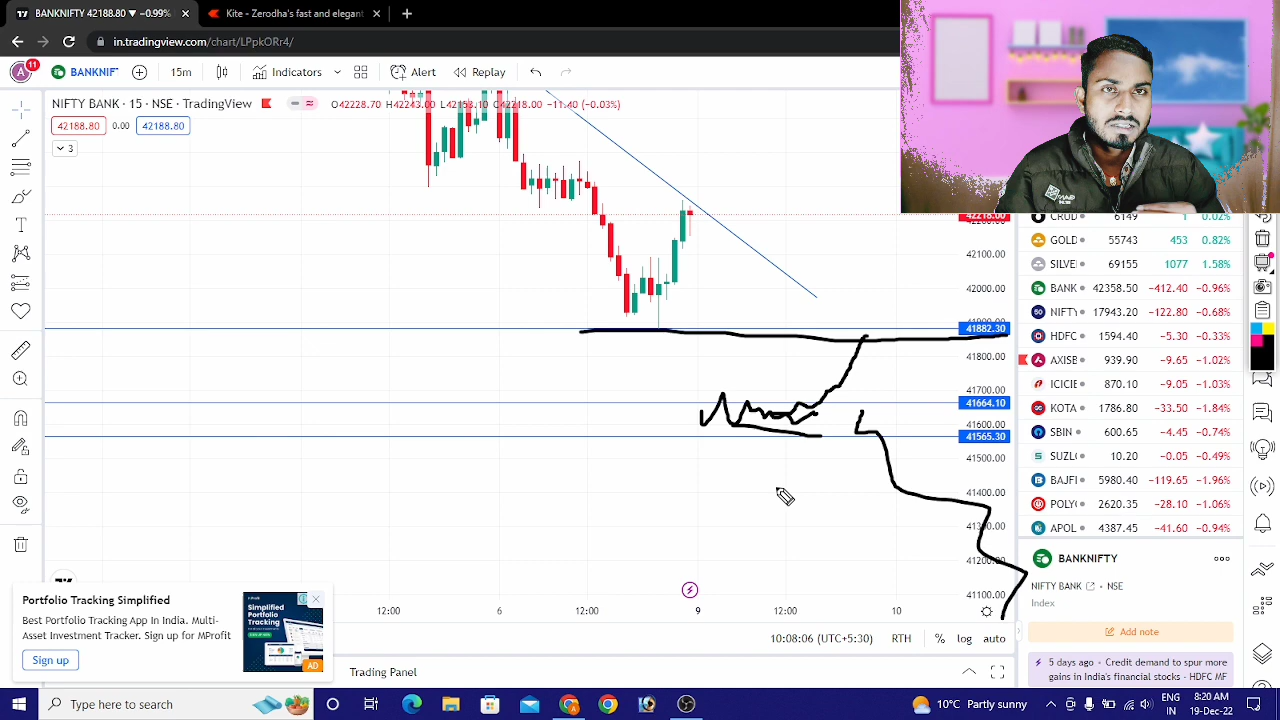 BANKNIFTY 42188.80 ▼ −0.99%
Kite - Zerodha's fast and elegant
in.tradingview.com/chart/LPpkORr4/
A 11 BANKNIF 15m Indicators Alert Replay
NIFTY BANK · 15 · NSE · TradingView
O42228.70 H42243.00 C42218.00 −11.40 (−0.03%)
42188.80 0.00 42188.80
3
42100.00
42000.00
41882.30
41800.00
41700.00
41664.10
41600.00
41565.30
41500.00
41400.00
41200.00
41100.00
12:00 6 12:00 9 12:00 10
10:08:06 (UTC+5:30) RTH % log auto
Trading Panel
CRUD 6149 1 0.02%
GOLD 55743 453 0.82%
SILVE 69155 1077 1.58%
BANK 42358.50 −412.40 −0.96%
NIFTY 17943.20 −122.80 −0.68%
HDFC 1594.40 −5.30 −0.33%
AXISB 939.90 −9.65 −1.02%
ICICIE 870.10 −9.05 −1.03%
KOTA 1786.80 −33.50 −1.84%
SBIN 600.65 −4.45 −0.74%
SUZL 10.20 −0.05 −0.49%
BAJFI 5980.40 −119.65 −1.96%
POLY 2620.35 −28.10 −1.06%
APOL 4387.45 −41.60 −0.94%
BANKNIFTY
NIFTY BANK · NSE
Index
Add note
5 days ago · Credit demand to spur more
gains in India's financial stocks - HDFC MF
Portfolio Tracking Simplified
Best Portfolio Tracking App in India. Multi-
Asset Investment Tracker. Sign up for MProfit
Sign up
Simplified
Portfolio
Tracking
AD
Type here to search
10°C Partly sunny
ENG
IN
8:20 AM
19-Dec-22